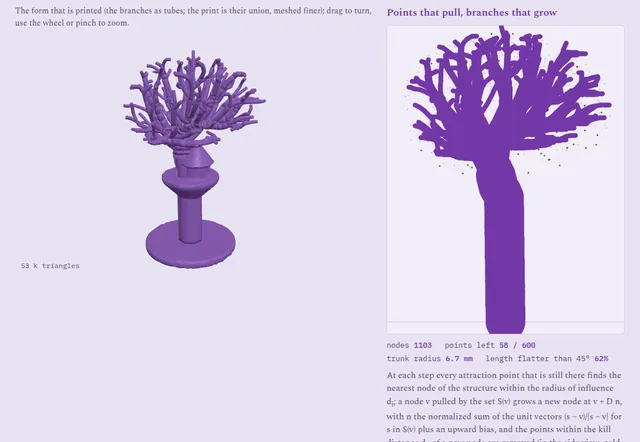 The form that is printed (the branches as tubes; the print is their union, meshed finer); drag to turn,
use the wheel or pinch to zoom.
53 k triangles
Points that pull, branches that grow
nodes 1103 points left 58 / 600
trunk radius 6.7 mm length flatter than 45° 62%
At each step every attraction point that is still there finds the
nearest node of the structure within the radius of influence
dᵢ; a node v pulled by the set S(v) grows a new node at v + D n,
with n the normalized sum of the unit vectors (s − v)/|s − v| for
s in S(v) plus an upward bias, and the points within the kill